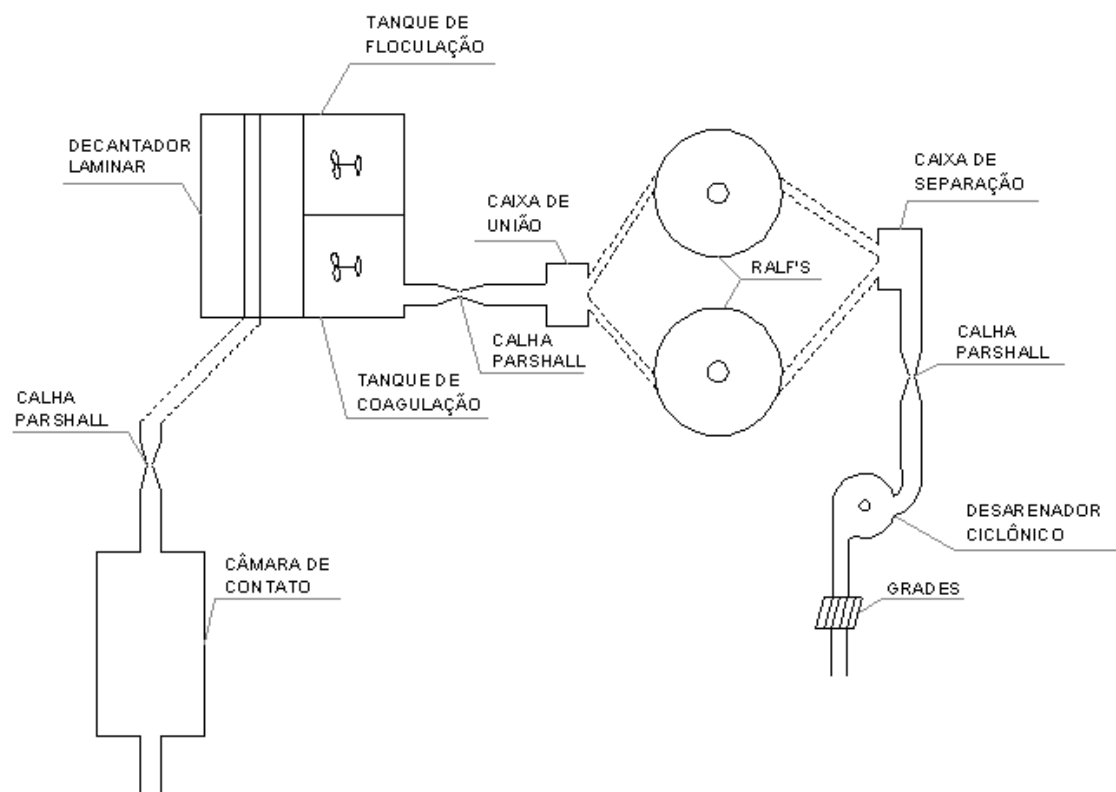 TANQUE DE
FLOCULAÇÃO
DECANTADOR
LAMINAR
CAIXA DE
SEPARAÇÃO
CAIXA DE
UNIÃO
RALF'S
CALHA
PARSHALL
CALHA
PARSHALL
TANQUE DE
COAGULAÇÃO
CALHA
PARSHALL
DESARENADOR
CICLÔNICO
CÂMARA DE
CONTATO
GRADES